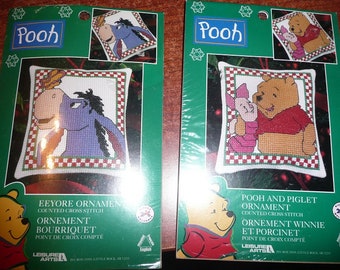 Pooh
EEYORE ORNAMENT
COUNTED CROSS STITCH
ORNEMENT
BOURRIQUET
POINT DE CROIX COMPTÉ
LEISURE
ARTS
Pooh
POOH AND PIGLET
ORNAMENT
COUNTED CROSS STITCH
ORNEMENT WINNIE
ET PORCINET
POINT DE CROIX COMPTÉ
LEISURE
ARTS